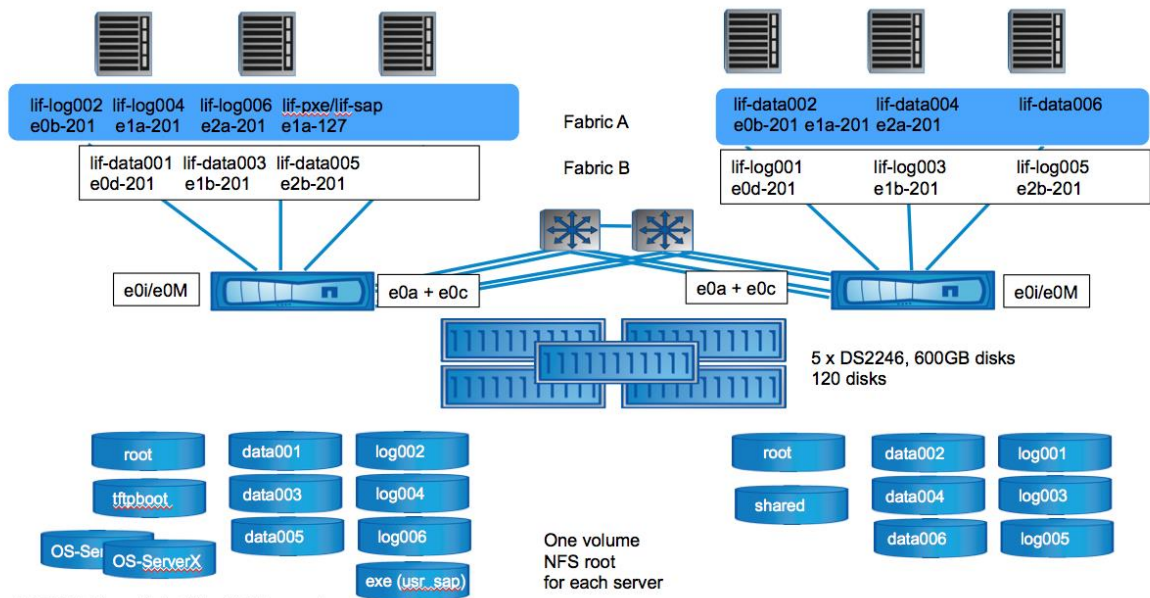 lif-log002 lif-log004 lif-log006 lif-pxe/lif-sap
e0b-201 e1a-201 e2a-201 e1a-127
Fabric A
lif-data002 lif-data004 lif-data006
e0b-201 e1a-201 e2a-201
lif-data001 lif-data003 lif-data005
e0d-201 e1b-201 e2b-201
Fabric B
lif-log001 lif-log003 lif-log005
e0d-201 e1b-201 e2b-201
e0i/e0M
e0a + e0c
e0a + e0c
e0i/e0M
5 x DS2246, 600GB disks
120 disks
root
data001
log002
root
data002
log001
tftpboot
data003
log004
shared
data004
log003
OS-Ser
OS-ServerX
data005
log006
data006
log005
exe (usr_sap)
One volume
NFS root
for each server